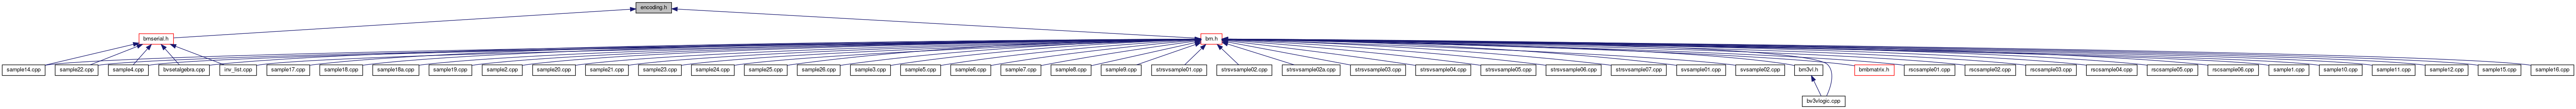 encoding.h
bmserial.h
bm.h
sample14.cpp
sample22.cpp
sample4.cpp
bvsetalgebra.cpp
inv_list.cpp
sample17.cpp
sample18.cpp
sample18a.cpp
sample19.cpp
sample2.cpp
sample20.cpp
sample21.cpp
sample23.cpp
sample24.cpp
sample25.cpp
sample26.cpp
sample3.cpp
sample5.cpp
sample6.cpp
sample7.cpp
sample8.cpp
sample9.cpp
strsvsample01.cpp
strsvsample02.cpp
strsvsample02a.cpp
strsvsample03.cpp
strsvsample04.cpp
strsvsample05.cpp
strsvsample06.cpp
strsvsample07.cpp
svsample01.cpp
svsample02.cpp
bm3vl.h
bmbmatrix.h
rscsample01.cpp
rscsample02.cpp
rscsample03.cpp
rscsample04.cpp
rscsample05.cpp
rscsample06.cpp
sample1.cpp
sample10.cpp
sample11.cpp
sample12.cpp
sample15.cpp
sample16.cpp
bv3vlogic.cpp